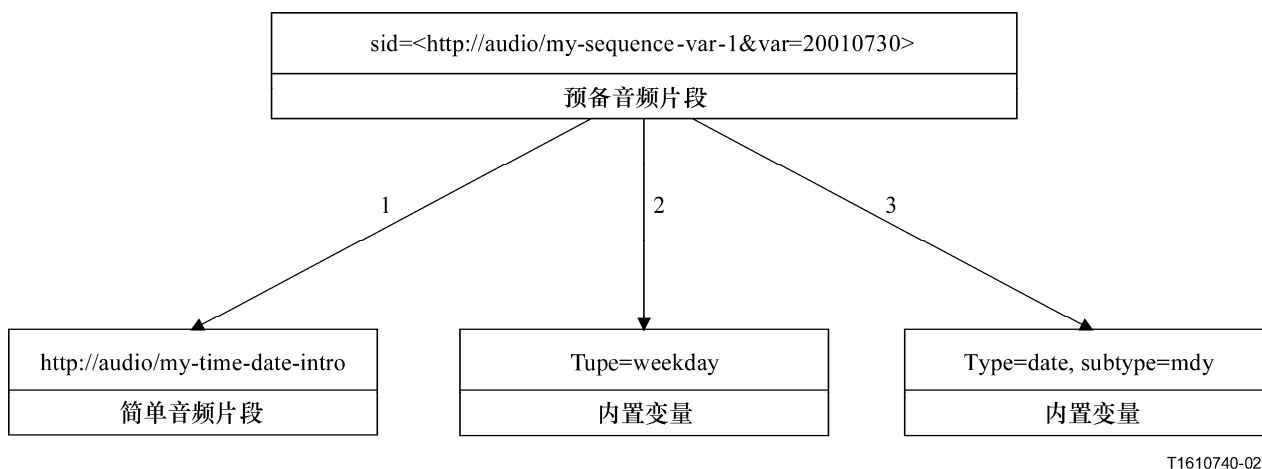 sid=<http://audio/my-sequence-var-1&var=20010730>
预备音频片段
1
2
3
http://audio/my-time-date-intro
简单音频片段
Tupe=weekday
内置变量
Type=date, subtype=mdy
内置变量
T1610740-02